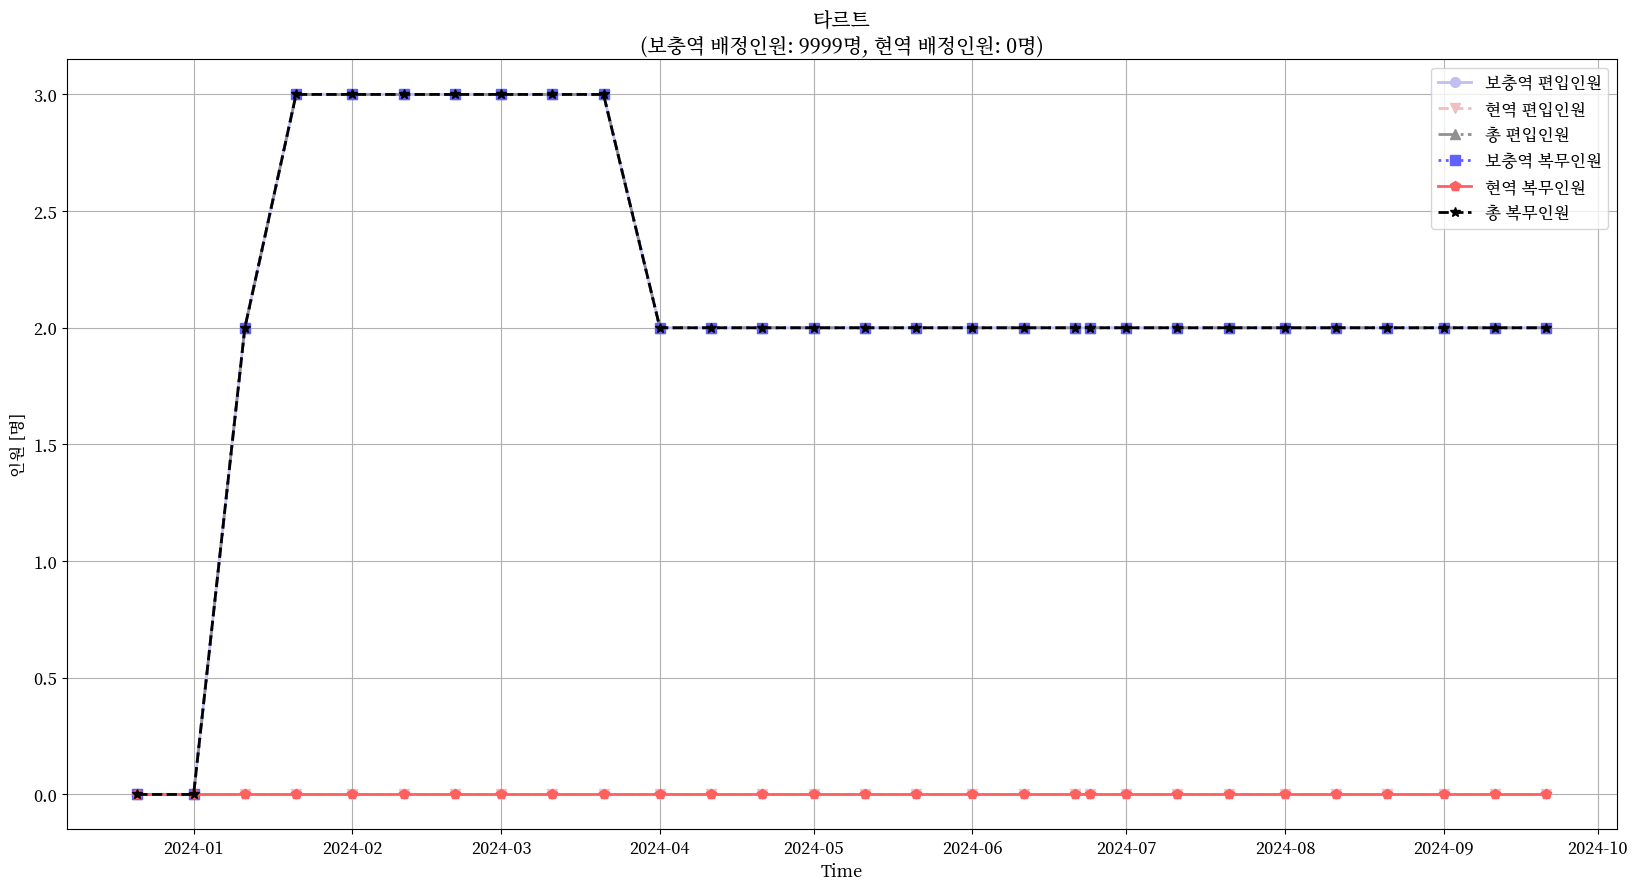 타르트
(보충역 배정인원: 9999명, 현역 배정인원: 0명)
보충역 편입인원
현역 편입인원
총 편입인원
보충역 복무인원
현역 복무인원
총 복무인원
3.0
2.5
2.0
1.5
1.0
0.5
0.0
인원 [명]
2024-01 2024-02 2024-03 2024-04 2024-05 2024-06 2024-07 2024-08 2024-09 2024-10
Time